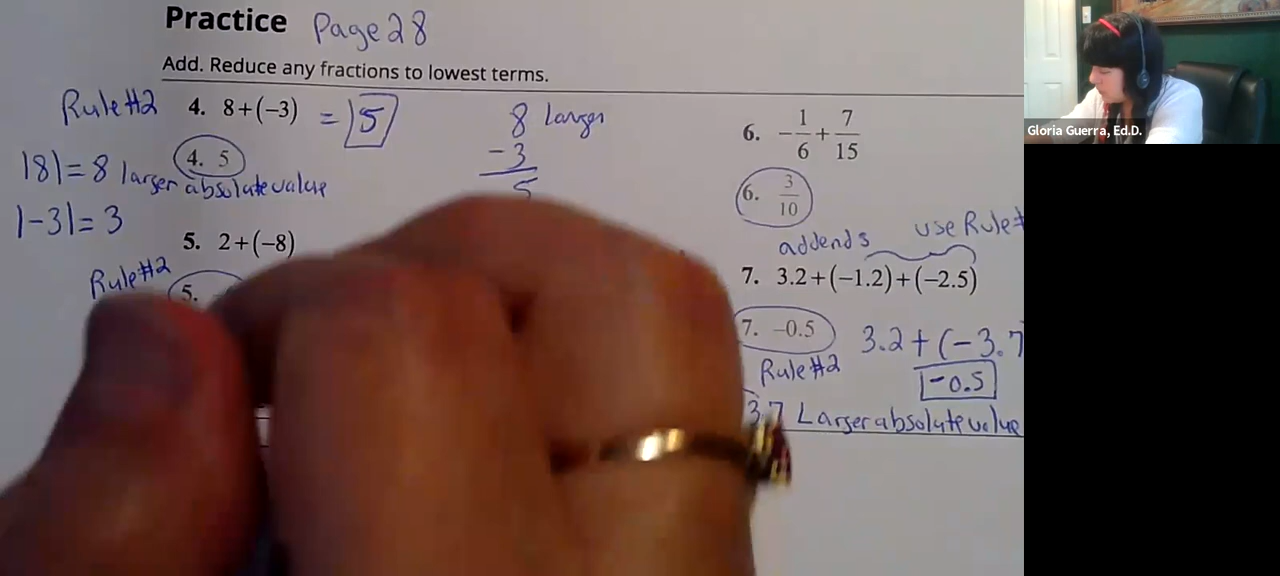 Practice Page 28
Add. Reduce any fractions to lowest terms.
Rule #2 4. 8+(−3) = 5
4. 5
|8|=8 larger absolute value
|-3|=3
8 larger
-3
5
5. 2+(−8)
Rule #2
5.
6. −1/6+7/15
6. 3/10
addends use Rule #
7. 3.2+(−1.2)+(−2.5)
7. −0.5
3.2+(-3.7
Rule #2
-0.5
3.7 Larger absolute value
Gloria Guerra, Ed.D.